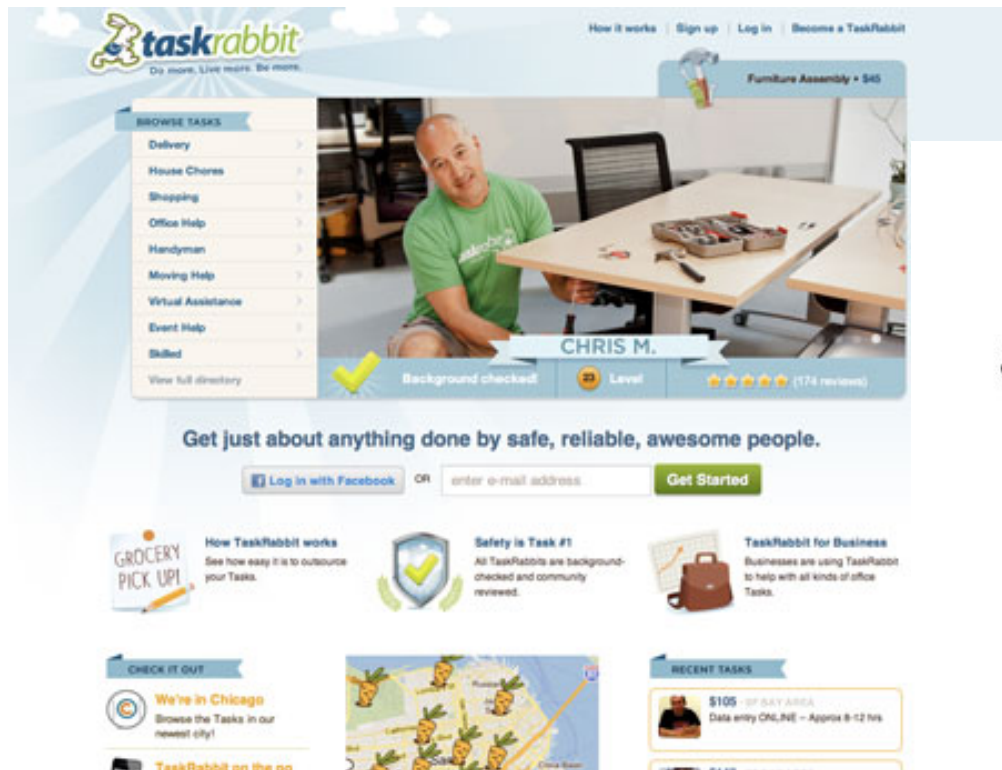 taskrabbit
Do more. Live more. Be more.
How it works | Sign up | Log in | Become a TaskRabbit
Furniture Assembly • $45
BROWSE TASKS
Delivery
House Chores
Shopping
Office Help
Handyman
Moving Help
Virtual Assistance
Event Help
Skilled
View full directory
CHRIS M.
Background checked!
23 Level
(174 reviews)
Get just about anything done by safe, reliable, awesome people.
Log in with Facebook
OR
enter e-mail address
Get Started
GROCERY
PICK UP!
How TaskRabbit works
See how easy it is to outsource
your Tasks.
Safety is Task #1
All TaskRabbits are background-
checked and community
reviewed.
TaskRabbit for Business
Businesses are using TaskRabbit
to help with all kinds of office
Tasks.
CHECK IT OUT
We're in Chicago
Browse the Tasks in our
newest city!
TaskRabbit on the go
RECENT TASKS
$105 - SF BAY AREA
Data entry ONLINE – Approx 8-12 hrs